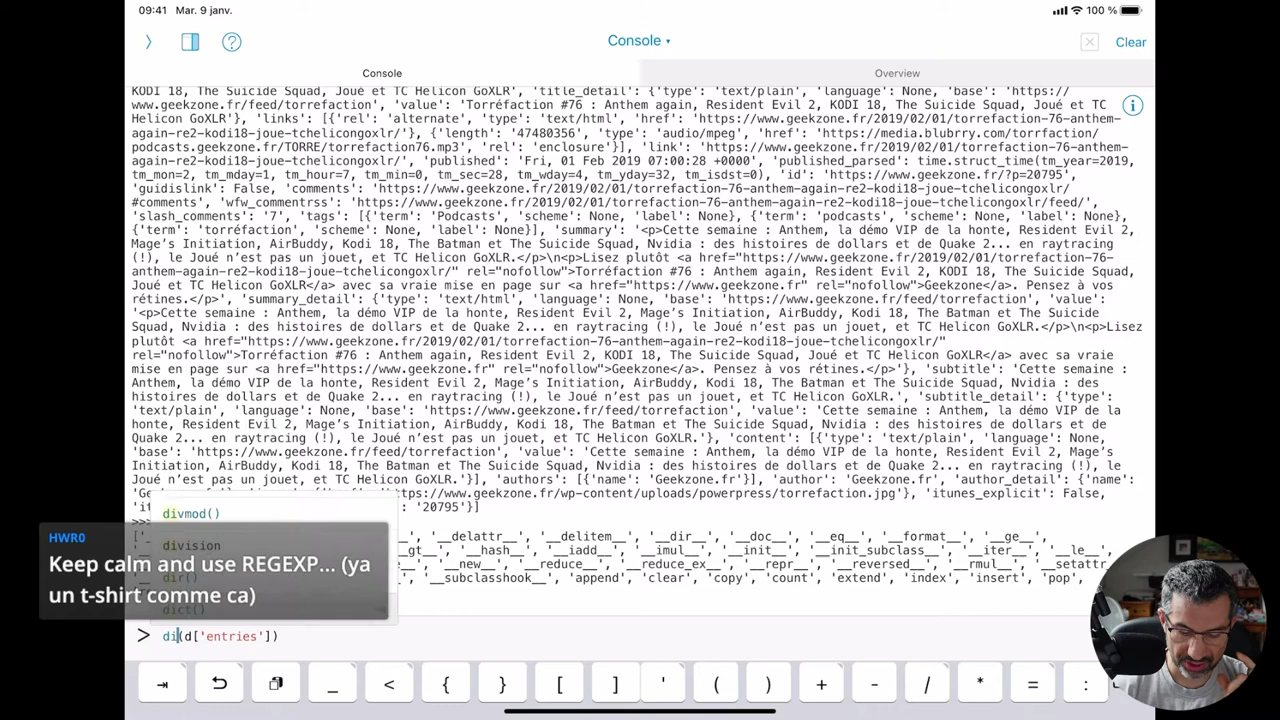 09:41 Mar. 9 janv. 100 %
Console
Clear
Console
Overview
KODI 18, The Suicide Squad, Joué et TC Helicon GoXLR', 'title_detail': {'type': 'text/plain', 'language': None, 'base': 'https://
www.geekzone.fr/feed/torrefaction', 'value': 'Torréfaction #76 : Anthem again, Resident Evil 2, KODI 18, The Suicide Squad, Joué et TC
Helicon GoXLR'}, 'links': [{'rel': 'alternate', 'type': 'text/html', 'href': 'https://www.geekzone.fr/2019/02/01/torrefaction-76-anthem-
again-re2-kodi18-joue-tchelicongoxlr/'}, {'length': '47480356', 'type': 'audio/mpeg', 'href': 'https://media.blubrry.com/torrfaction/
podcasts.geekzone.fr/TORRE/torrefaction76.mp3', 'rel': 'enclosure'}], 'link': 'https://www.geekzone.fr/2019/02/01/torrefaction-76-anthem-
again-re2-kodi18-joue-tchelicongoxlr/', 'published': 'Fri, 01 Feb 2019 07:00:28 +0000', 'published_parsed': time.struct_time(tm_year=2019,
tm_mon=2, tm_mday=1, tm_hour=7, tm_min=0, tm_sec=28, tm_wday=4, tm_yday=32, tm_isdst=0), 'id': 'https://www.geekzone.fr/?p=20795',
'guidislink': False, 'comments': 'https://www.geekzone.fr/2019/02/01/torrefaction-76-anthem-again-re2-kodi18-joue-tchelicongoxlr/
#comments', 'wfw_commentrss': 'https://www.geekzone.fr/2019/02/01/torrefaction-76-anthem-again-re2-kodi18-joue-tchelicongoxlr/feed/',
'slash_comments': '7', 'tags': [{'term': 'Podcasts', 'scheme': None, 'label': None}, {'term': 'podcasts', 'scheme': None, 'label': None},
{'term': 'torréfaction', 'scheme': None, 'label': None}], 'summary': '<p>Cette semaine : Anthem, la démo VIP de la honte, Resident Evil 2,
Mage’s Initiation, AirBuddy, Kodi 18, The Batman et The Suicide Squad, Nvidia : des histoires de dollars et de Quake 2... en raytracing
(!), le Joué n’est pas un jouet, et TC Helicon GoXLR.</p>\n<p>Lisez plutôt <a href="https://www.geekzone.fr/2019/02/01/torrefaction-76-
anthem-again-re2-kodi18-joue-tchelicongoxlr/" rel="nofollow">Torréfaction #76 : Anthem again, Resident Evil 2, KODI 18, The Suicide Squad,
Joué et TC Helicon GoXLR</a> avec sa vraie mise en page sur <a href="https://www.geekzone.fr" rel="nofollow">Geekzone</a>. Pensez à vos
rétines.</p>', 'summary_detail': {'type': 'text/html', 'language': None, 'base': 'https://www.geekzone.fr/feed/torrefaction', 'value':
'<p>Cette semaine : Anthem, la démo VIP de la honte, Resident Evil 2, Mage’s Initiation, AirBuddy, Kodi 18, The Batman et The Suicide
Squad, Nvidia : des histoires de dollars et de Quake 2... en raytracing (!), le Joué n’est pas un jouet, et TC Helicon GoXLR.</p>\n<p>Lisez
plutôt <a href="https://www.geekzone.fr/2019/02/01/torrefaction-76-anthem-again-re2-kodi18-joue-tchelicongoxlr/"
rel="nofollow">Torréfaction #76 : Anthem again, Resident Evil 2, KODI 18, The Suicide Squad, Joué et TC Helicon GoXLR</a> avec sa vraie
mise en page sur <a href="https://www.geekzone.fr" rel="nofollow">Geekzone</a>. Pensez à vos rétines.</p>'}, 'subtitle': 'Cette semaine :
Anthem, la démo VIP de la honte, Resident Evil 2, Mage’s Initiation, AirBuddy, Kodi 18, The Batman et The Suicide Squad, Nvidia : des
histoires de dollars et de Quake 2... en raytracing (!), le Joué n’est pas un jouet, et TC Helicon GoXLR.', 'subtitle_detail': {'type':
'text/plain', 'language': None, 'base': 'https://www.geekzone.fr/feed/torrefaction', 'value': 'Cette semaine : Anthem, la démo VIP de la
honte, Resident Evil 2, Mage’s Initiation, AirBuddy, Kodi 18, The Batman et The Suicide Squad, Nvidia : des histoires de dollars et de
Quake 2... en raytracing (!), le Joué n’est pas un jouet, et TC Helicon GoXLR.'}, 'content': [{'type': 'text/plain', 'language': None,
'base': 'https://www.geekzone.fr/feed/torrefaction', 'value': 'Cette semaine : Anthem, la démo VIP de la honte, Resident Evil 2, Mage’s
Initiation, AirBuddy, Kodi 18, The Batman et The Suicide Squad, Nvidia : des histoires de dollars et de Quake 2... en raytracing (!), le
Joué n’est pas un jouet, et TC Helicon GoXLR.'}], 'authors': [{'name': 'Geekzone.fr'}], 'author': 'Geekzone.fr', 'author_detail': {'name':
https://www.geekzone.fr/wp-content/uploads/powerpress/torrefaction.jpg'}, 'itunes_explicit': False,
'20795'}]
>>>
'__delattr__', '__delitem__', '__dir__', '__doc__', '__eq__', '__format__', '__ge__',
'__hash__', '__iadd__', '__imul__', '__init__', '__init_subclass__', '__iter__', '__le__',
'__new__', '__reduce__', '__reduce_ex__', '__repr__', '__reversed__', '__rmul__', '__setattr__',
'__subclasshook__', 'append', 'clear', 'copy', 'count', 'extend', 'index', 'insert', 'pop',
divmod()
division
dir()
dict()
HWR0
Keep calm and use REGEXP... (ya
un t-shirt comme ca)
> di(d['entries'])
_ < { } [ ] ' ( ) + - / * = :